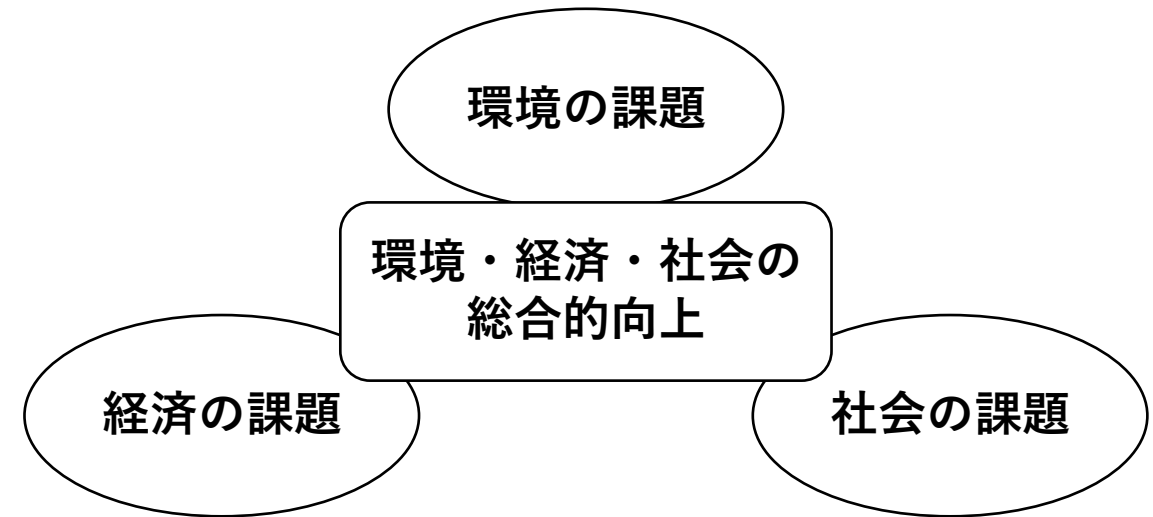 環境の課題
環境・経済・社会の
総合的向上
経済の課題
社会の課題